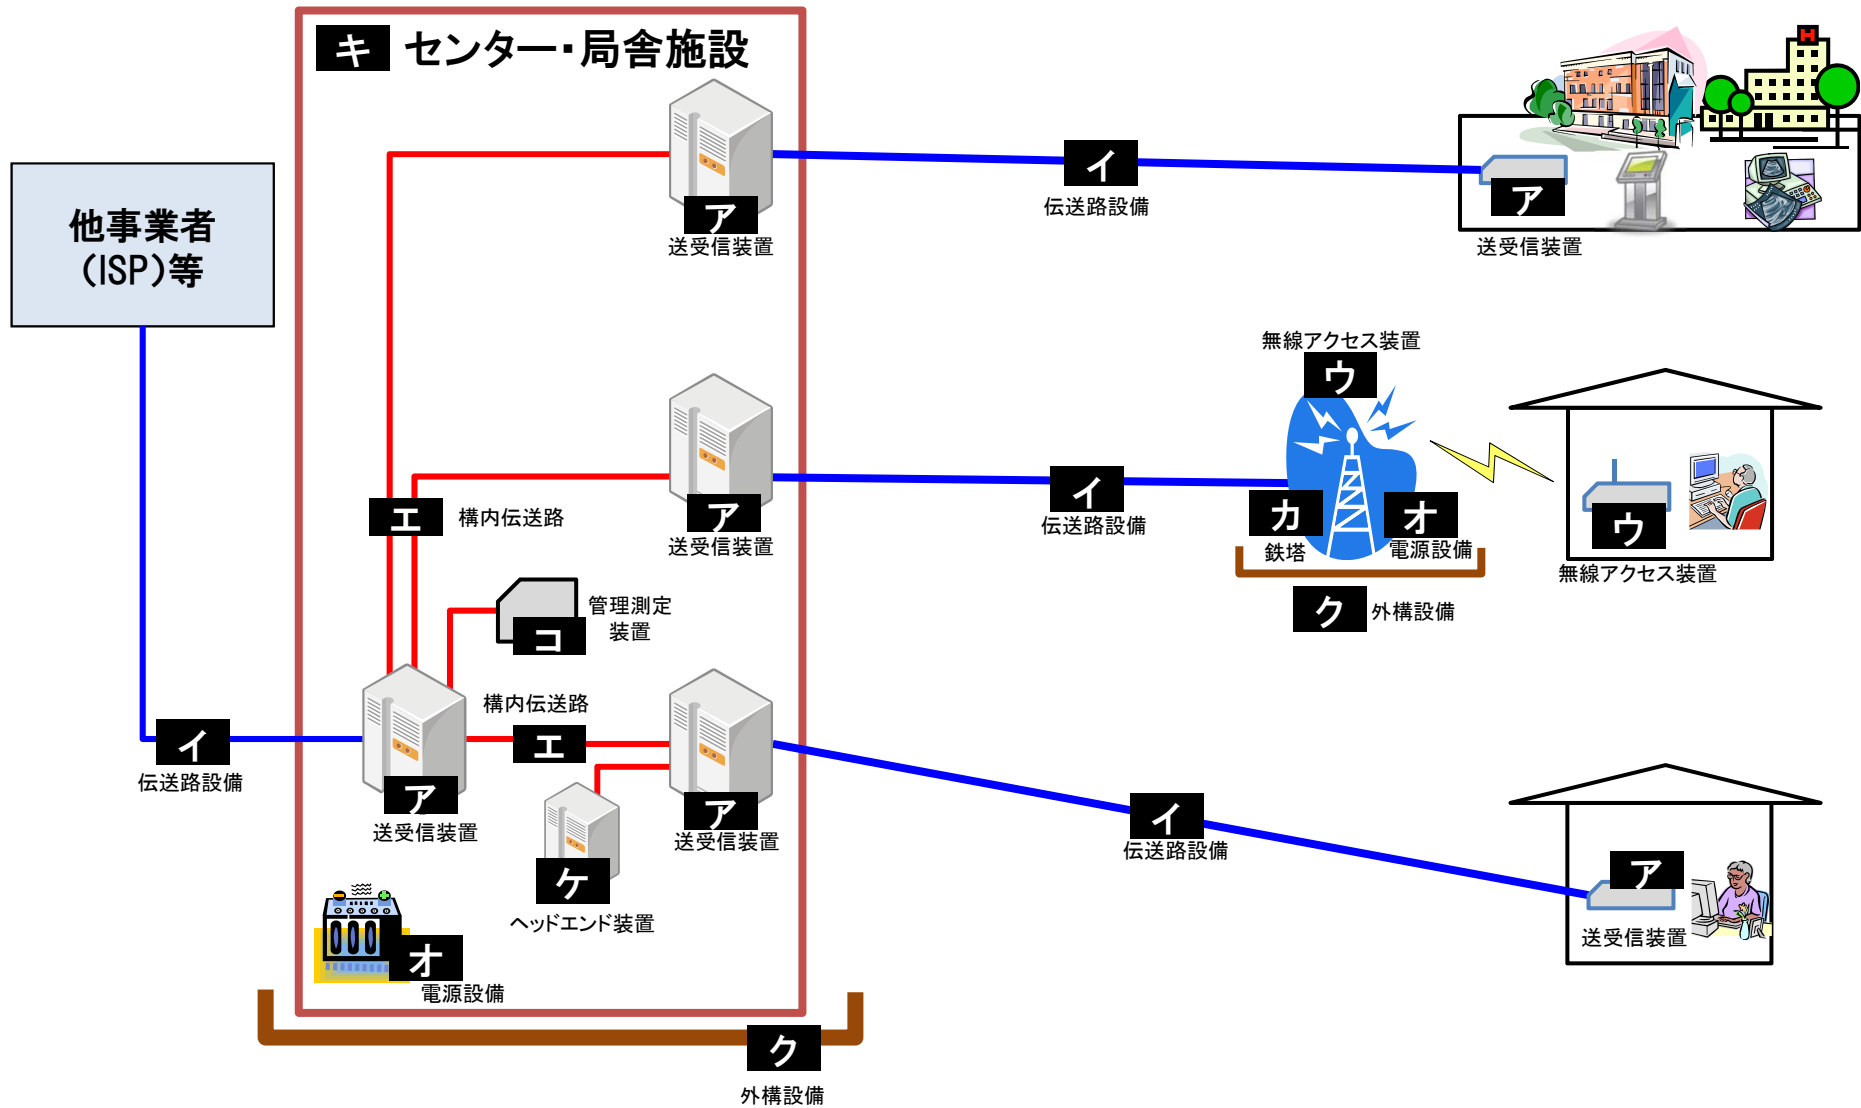 キ センター・局舎施設
他事業者
(ISP)等
ア
送受信装置
イ
伝送路設備
H
ア
送受信装置
無線アクセス装置
ウ
エ 構内伝送路
ア
送受信装置
イ
伝送路設備
カ
鉄塔
オ
電源設備
ク 外構設備
ウ
無線アクセス装置
管理測定
装置
コ
構内伝送路
エ
イ
伝送路設備
ア
送受信装置
ア
送受信装置
ケ
ヘッドエンド装置
イ
伝送路設備
ア
送受信装置
オ
電源設備
ク
外構設備